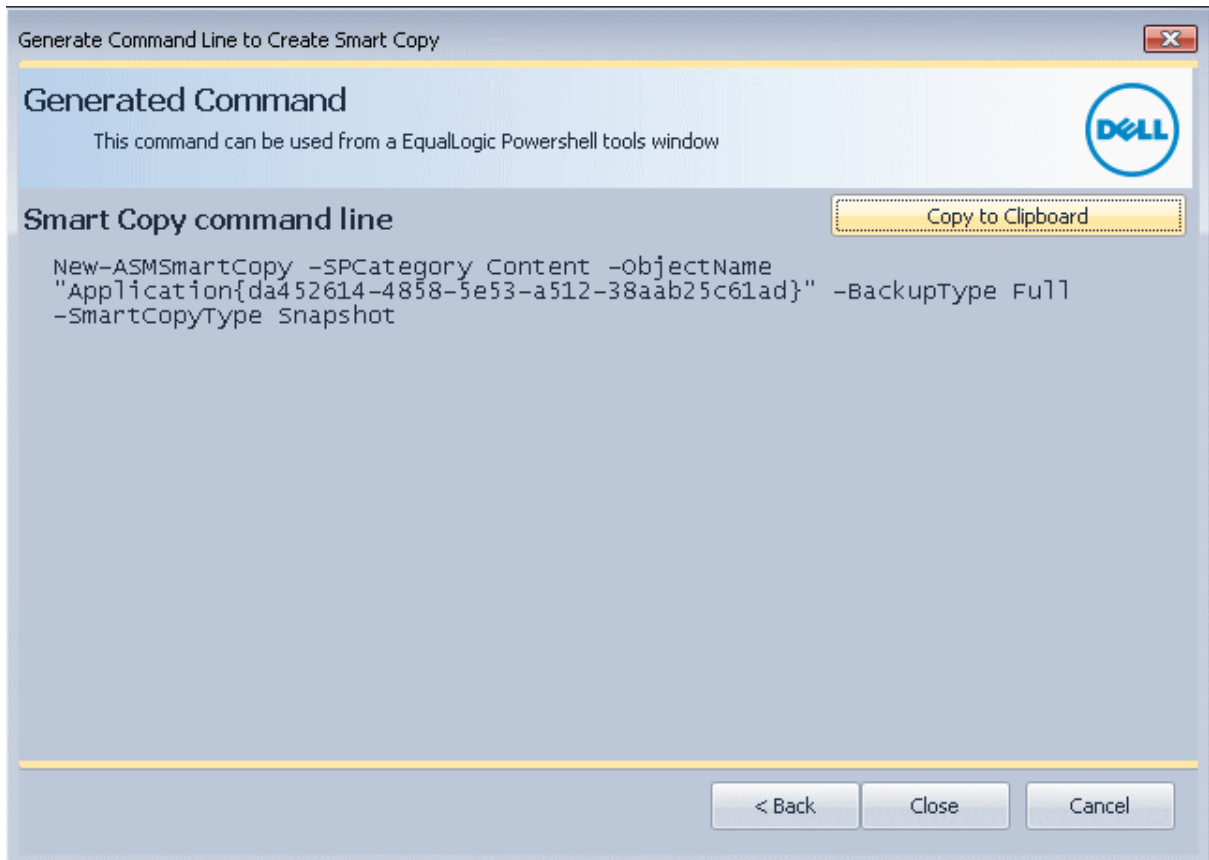 Generate Command Line to Create Smart Copy
Generated Command
This command can be used from a EqualLogic Powershell tools window
DELL
Smart Copy command line
Copy to Clipboard
New-ASMSmartCopy -SPCategory Content -ObjectName
"Application{da452614-4858-5e53-a512-38aab25c61ad}" -BackupType Full
-SmartCopyType Snapshot
< Back
Close
Cancel